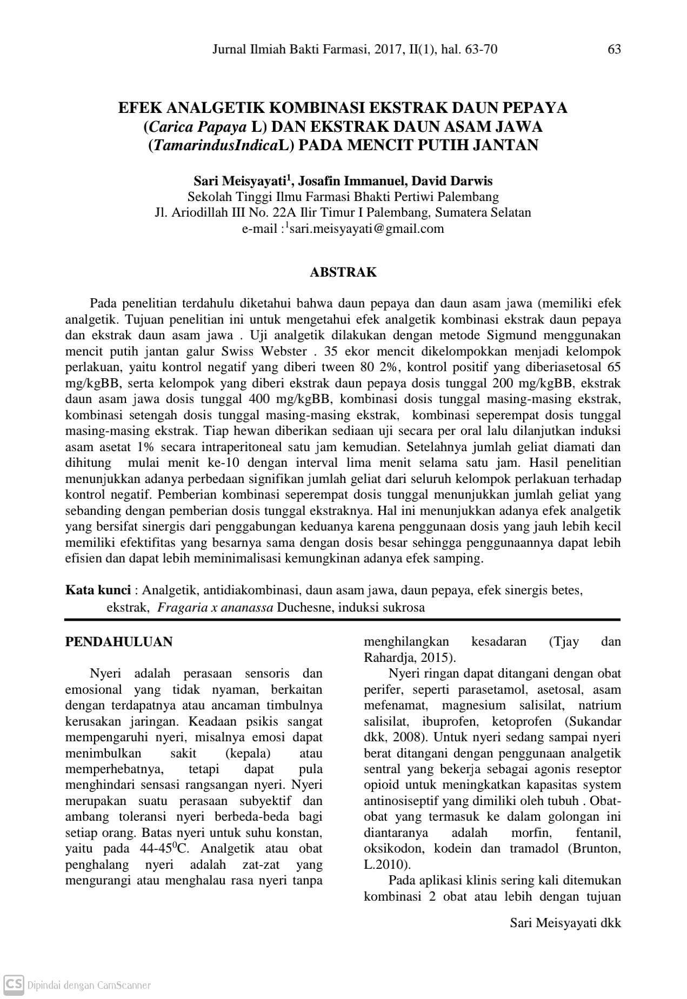 Jurnal Ilmiah Bakti Farmasi, 2017, II(1), hal. 63-70 63
EFEK ANALGETIK KOMBINASI EKSTRAK DAUN PEPAYA
(Carica Papaya L) DAN EKSTRAK DAUN ASAM JAWA
(TamarindusIndicaL) PADA MENCIT PUTIH JANTAN
Sari Meisyayati¹, Josafin Immanuel, David Darwis
Sekolah Tinggi Ilmu Farmasi Bhakti Pertiwi Palembang
Jl. Ariodillah III No. 22A Ilir Timur I Palembang, Sumatera Selatan
e-mail :¹sari.meisyayati@gmail.com
ABSTRAK
Pada penelitian terdahulu diketahui bahwa daun pepaya dan daun asam jawa (memiliki efek
analgetik. Tujuan penelitian ini untuk mengetahui efek analgetik kombinasi ekstrak daun pepaya
dan ekstrak daun asam jawa . Uji analgetik dilakukan dengan metode Sigmund menggunakan
mencit putih jantan galur Swiss Webster . 35 ekor mencit dikelompokkan menjadi kelompok
perlakuan, yaitu kontrol negatif yang diberi tween 80 2%, kontrol positif yang diberiasetosal 65
mg/kgBB, serta kelompok yang diberi ekstrak daun pepaya dosis tunggal 200 mg/kgBB, ekstrak
daun asam jawa dosis tunggal 400 mg/kgBB, kombinasi dosis tunggal masing-masing ekstrak,
kombinasi setengah dosis tunggal masing-masing ekstrak, kombinasi seperempat dosis tunggal
masing-masing ekstrak. Tiap hewan diberikan sediaan uji secara per oral lalu dilanjutkan induksi
asam asetat 1% secara intraperitoneal satu jam kemudian. Setelahnya jumlah geliat diamati dan
dihitung mulai menit ke-10 dengan interval lima menit selama satu jam. Hasil penelitian
menunjukkan adanya perbedaan signifikan jumlah geliat dari seluruh kelompok perlakuan terhadap
kontrol negatif. Pemberian kombinasi seperempat dosis tunggal menunjukkan jumlah geliat yang
sebanding dengan pemberian dosis tunggal ekstraknya. Hal ini menunjukkan adanya efek analgetik
yang bersifat sinergis dari penggabungan keduanya karena penggunaan dosis yang jauh lebih kecil
memiliki efektifitas yang besarnya sama dengan dosis besar sehingga penggunaannya dapat lebih
efisien dan dapat lebih meminimalisasi kemungkinan adanya efek samping.
Kata kunci : Analgetik, antidiakombinasi, daun asam jawa, daun pepaya, efek sinergis betes,
ekstrak, Fragaria x ananassa Duchesne, induksi sukrosa
PENDAHULUAN
Nyeri adalah perasaan sensoris dan
emosional yang tidak nyaman, berkaitan
dengan terdapatnya atau ancaman timbulnya
kerusakan jaringan. Keadaan psikis sangat
mempengaruhi nyeri, misalnya emosi dapat
menimbulkan sakit (kepala) atau
memperhebatnya, tetapi dapat pula
menghindari sensasi rangsangan nyeri. Nyeri
merupakan suatu perasaan subyektif dan
ambang toleransi nyeri berbeda-beda bagi
setiap orang. Batas nyeri untuk suhu konstan,
yaitu pada 44-45⁰C. Analgetik atau obat
penghalang nyeri adalah zat-zat yang
mengurangi atau menghalau rasa nyeri tanpa
menghilangkan kesadaran (Tjay dan
Rahardja, 2015).
Nyeri ringan dapat ditangani dengan obat
perifer, seperti parasetamol, asetosal, asam
mefenamat, magnesium salisilat, natrium
salisilat, ibuprofen, ketoprofen (Sukandar
dkk, 2008). Untuk nyeri sedang sampai nyeri
berat ditangani dengan penggunaan analgetik
sentral yang bekerja sebagai agonis reseptor
opioid untuk meningkatkan kapasitas system
antinosiseptif yang dimiliki oleh tubuh . Obat-
obat yang termasuk ke dalam golongan ini
diantaranya adalah morfin, fentanil,
oksikodon, kodein dan tramadol (Brunton,
L.2010).
Pada aplikasi klinis sering kali ditemukan
kombinasi 2 obat atau lebih dengan tujuan
Sari Meisyayati dkk
CS Dipindai dengan CamScanner